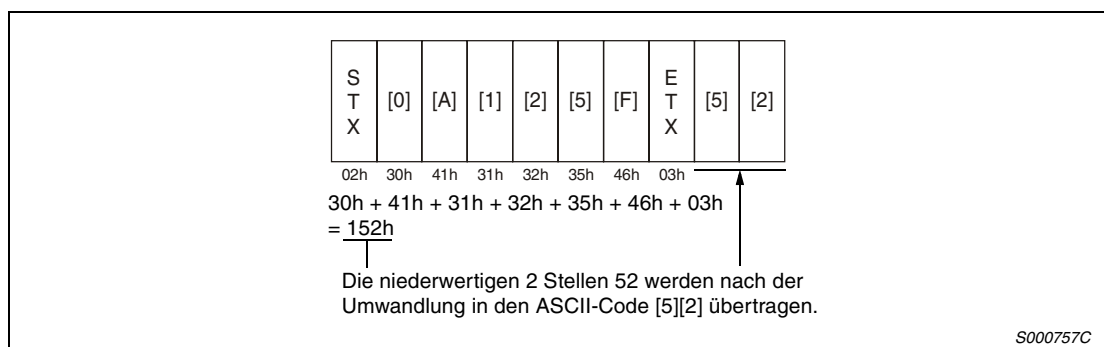 STX [0] [A] [1] [2] [5] [F] ETX [5] [2]
02h 30h 41h 31h 32h 35h 46h 03h
30h + 41h + 31h + 32h + 35h + 46h + 03h
= 152h
Die niederwertigen 2 Stellen 52 werden nach der
Umwandlung in den ASCII-Code [5][2] übertragen.
S000757C